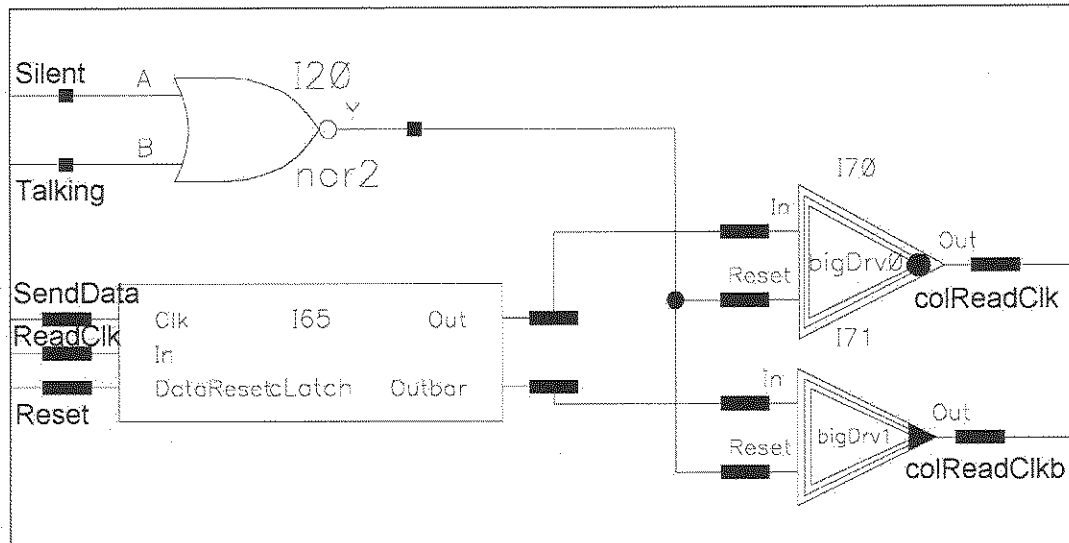 Silent
A
I20
Y
B
nor2
Talking
I70
In
Out
bigDrv0
Reset
colReadClk
SendData
Clk
I65
Out
ReadClk
In
I71
DataResetcLatch
Outbar
In
Out
Reset
bigDrv1
Reset
colReadClkb